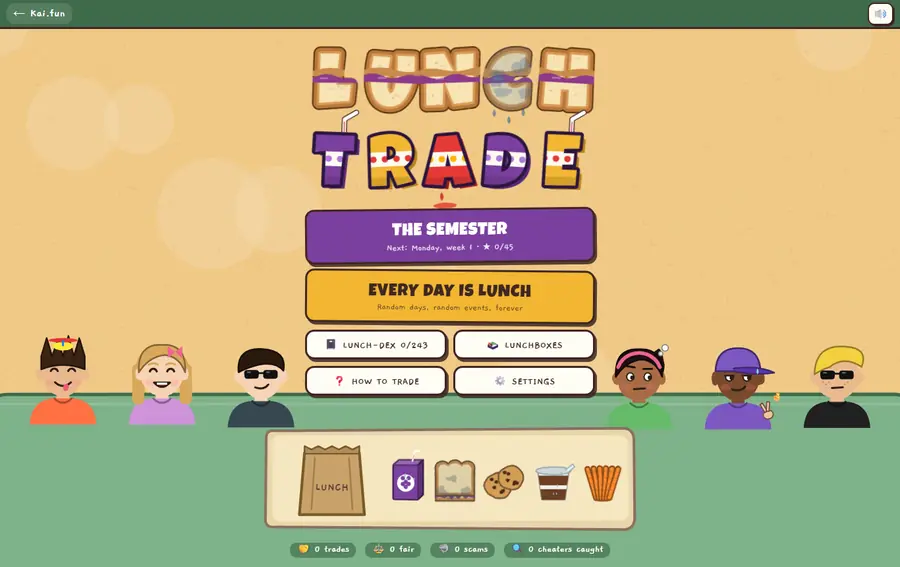 ← Kai.fun
LUNCH
TRADE
THE SEMESTER
Next: Monday, week 1 · ★ 0/45
EVERY DAY IS LUNCH
Random days, random events, forever
LUNCH-DEX 0/243
LUNCHBOXES
? HOW TO TRADE
SETTINGS
LUNCH
0 trades
0 fair
0 scams
0 cheaters caught